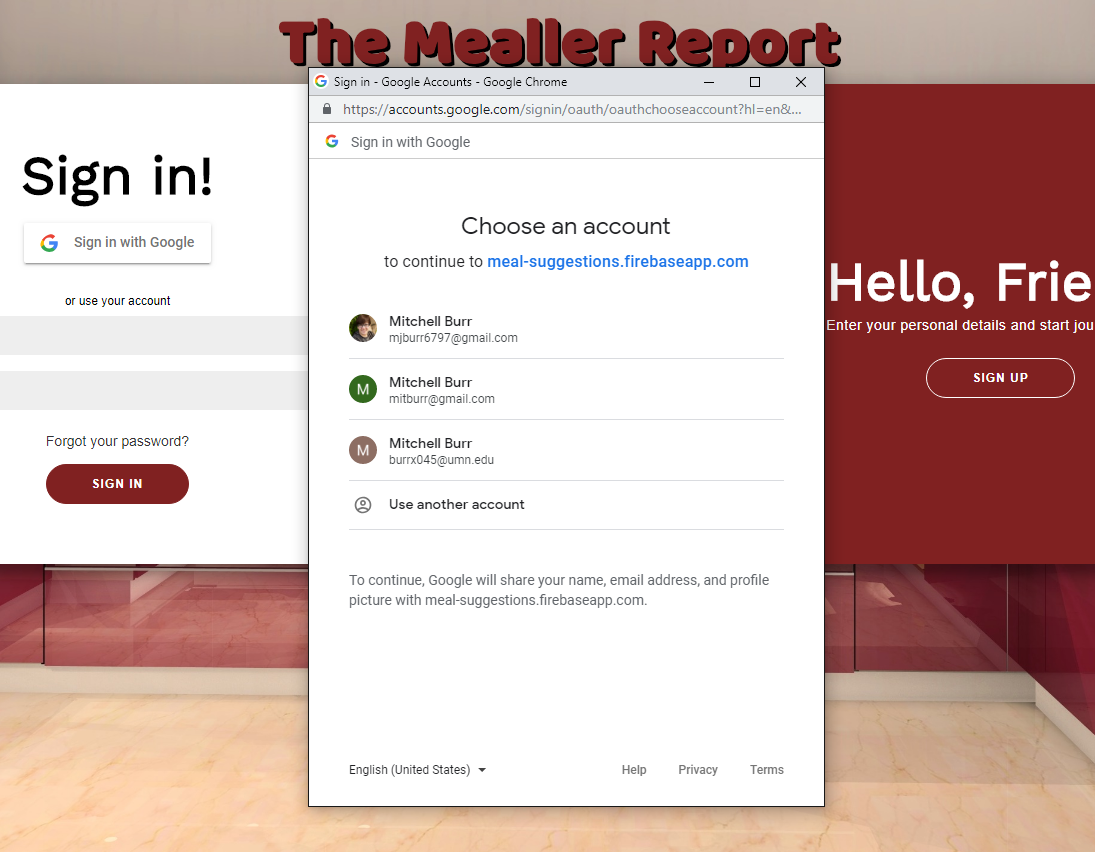 The Mealler Report
Sign in - Google Accounts - Google Chrome
https://accounts.google.com/signin/oauth/oauthchooseaccount?hl=en&...
Sign in with Google
Choose an account
to continue to meal-suggestions.firebaseapp.com
Mitchell Burr
mjburr6797@gmail.com
M
Mitchell Burr
mitburr@gmail.com
M
Mitchell Burr
burrx045@umn.edu
Use another account
To continue, Google will share your name, email address, and profile
picture with meal-suggestions.firebaseapp.com.
English (United States)
Help Privacy Terms
Sign in!
Sign in with Google
or use your account
Forgot your password?
SIGN IN
Hello, Frie
Enter your personal details and start jou
SIGN UP